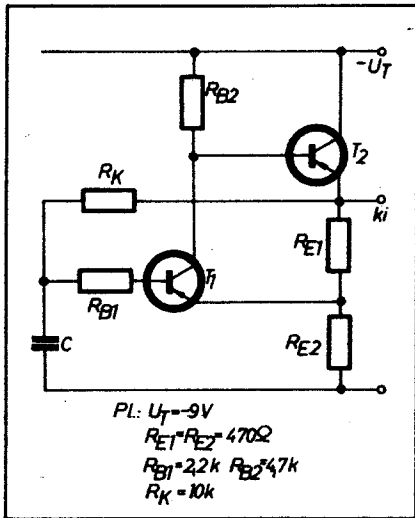 -U_T
R_B2
T_2
R_K
ki
R_E1
R_B1
T_1
R_E2
C
Pl.: U_T=-9V
R_E1=R_E2=470Ω
R_B1=2,2k R_B2=4,7k
R_K=10k